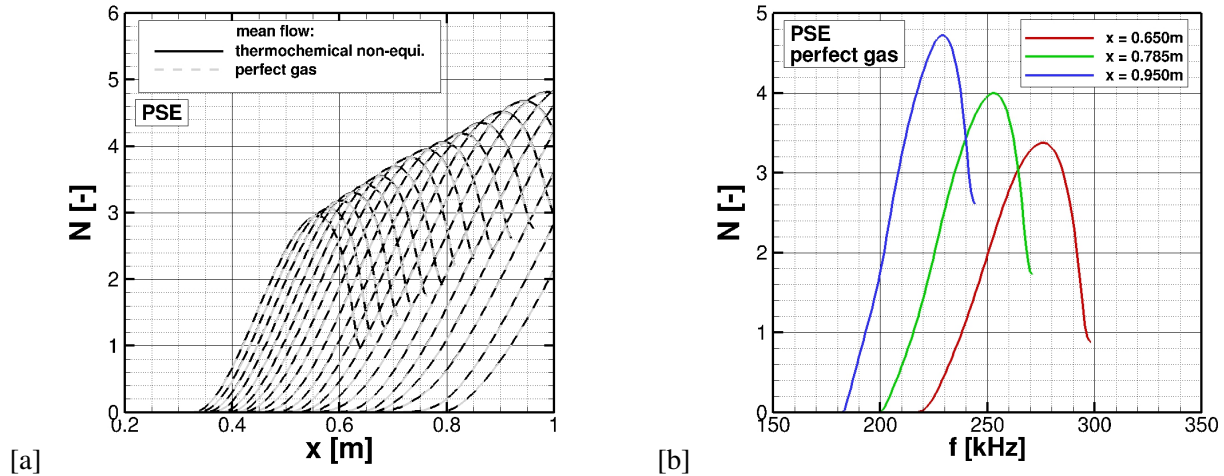 6
5
4
3
2
1
0
N [-]
mean flow:
thermochemical non-equi.
perfect gas
PSE
0.2
0.4
0.6
0.8
1
x [m]
[a]
5
4
3
2
1
0
N [-]
PSE
perfect gas
x = 0.650m
x = 0.785m
x = 0.950m
150
200
250
300
350
f [kHz]
[b]